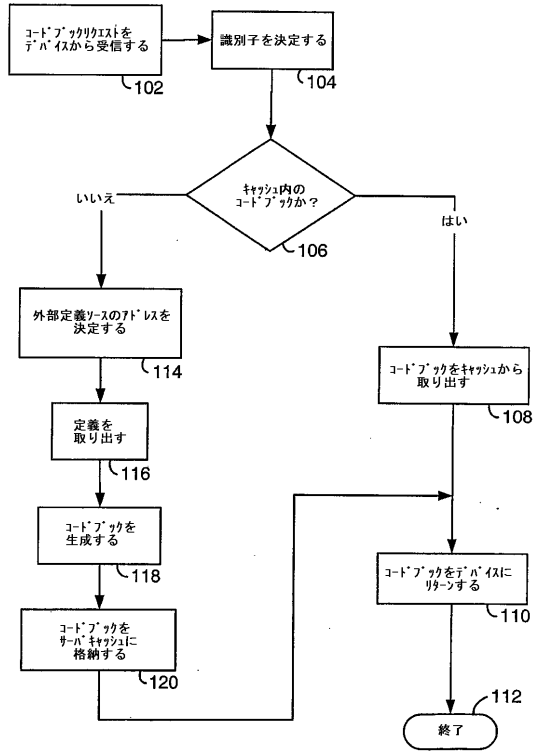 ｺｰﾄﾞﾌﾞｯｸﾘｸｴｽﾄを
ﾃﾞﾊﾞｲｽから受信する
102
識別子を決定する
104
ｷｬｯｼｭ内の
ｺｰﾄﾞﾌﾞｯｸか？
106
いいえ
はい
外部定義ｿｰｽのｱﾄﾞﾚｽを
決定する
114
ｺｰﾄﾞﾌﾞｯｸをｷｬｯｼｭから
取り出す
108
定義を
取り出す
116
ｺｰﾄﾞﾌﾞｯｸを
生成する
118
ｺｰﾄﾞﾌﾞｯｸをﾃﾞﾊﾞｲｽに
ﾘﾀｰﾝする
110
ｺｰﾄﾞﾌﾞｯｸを
ｻｰﾊﾞｷｬｯｼｭに
格納する
120
112
終了